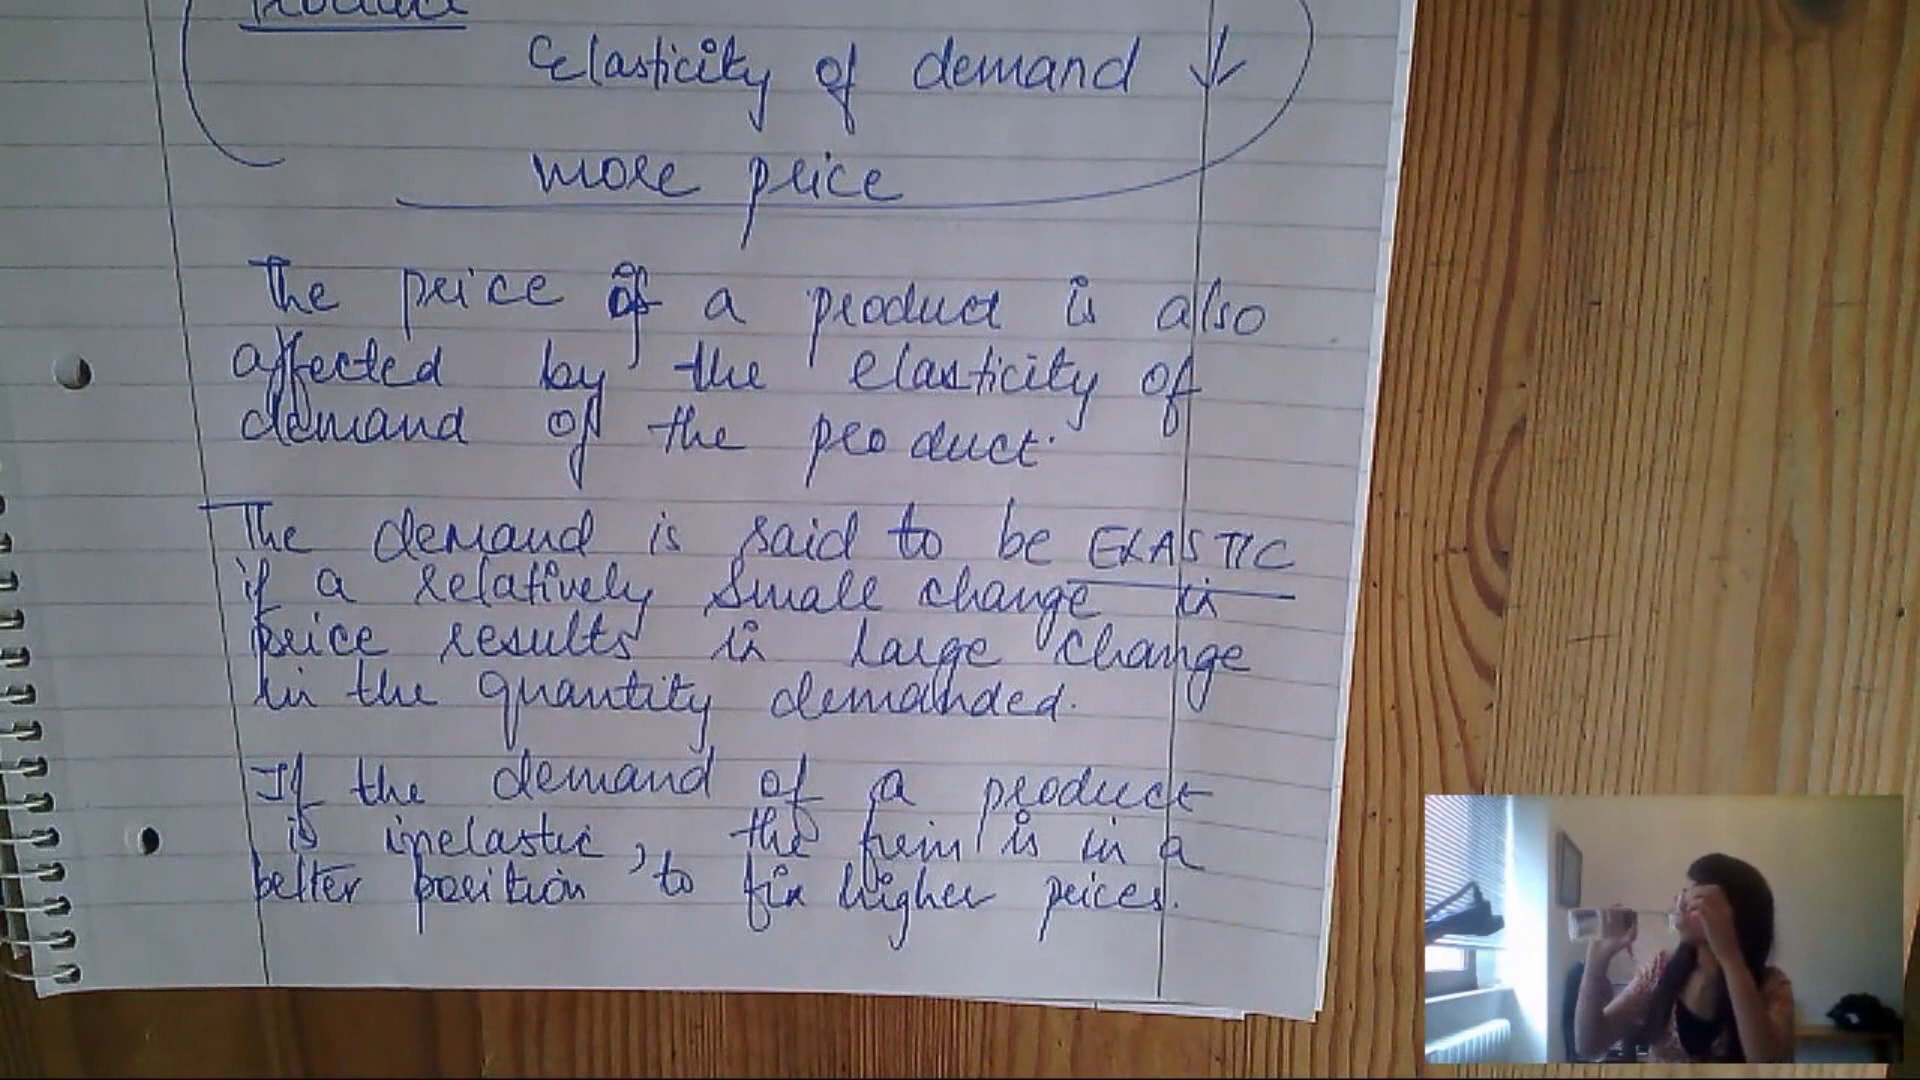 Product
Elasticity of demand ↓
more price
The price of a product is also
affected by the elasticity of
demand of the product.
The demand is said to be ELASTIC
if a relatively small change in
price results in large change
in the quantity demanded.
If the demand of a product
is inelastic, the firm is in a
better position to fix higher prices.